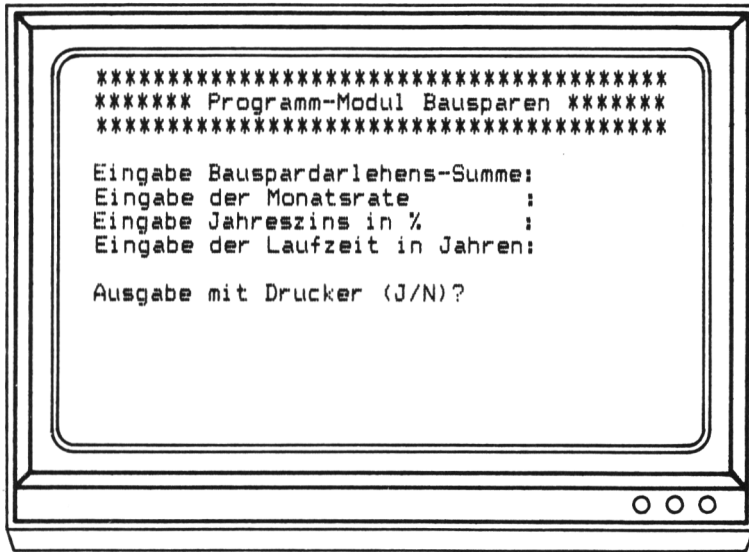 ****************************************
******* Programm-Modul Bausparen *******
****************************************
Eingabe Bauspardarlehens-Summe:
Eingabe der Monatsrate        :
Eingabe Jahreszins in %       :
Eingabe der Laufzeit in Jahren:
Ausgabe mit Drucker (J/N)?